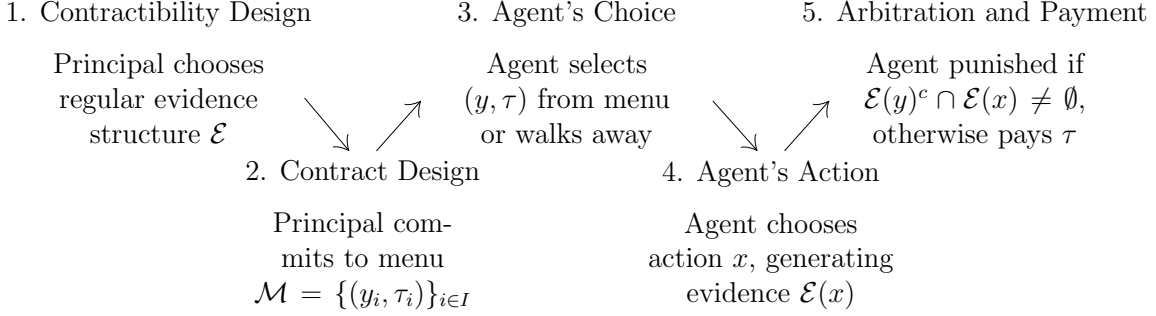 1. Contractibility Design
Principal chooses
regular evidence
structure ℰ
2. Contract Design
Principal com-
mits to menu
ℳ = {(yᵢ, τᵢ)}ᵢ∈I
3. Agent's Choice
Agent selects
(y, τ) from menu
or walks away
4. Agent's Action
Agent chooses
action x, generating
evidence ℰ(x)
5. Arbitration and Payment
Agent punished if
ℰ(y)ᶜ ∩ ℰ(x) ≠ ∅,
otherwise pays τ